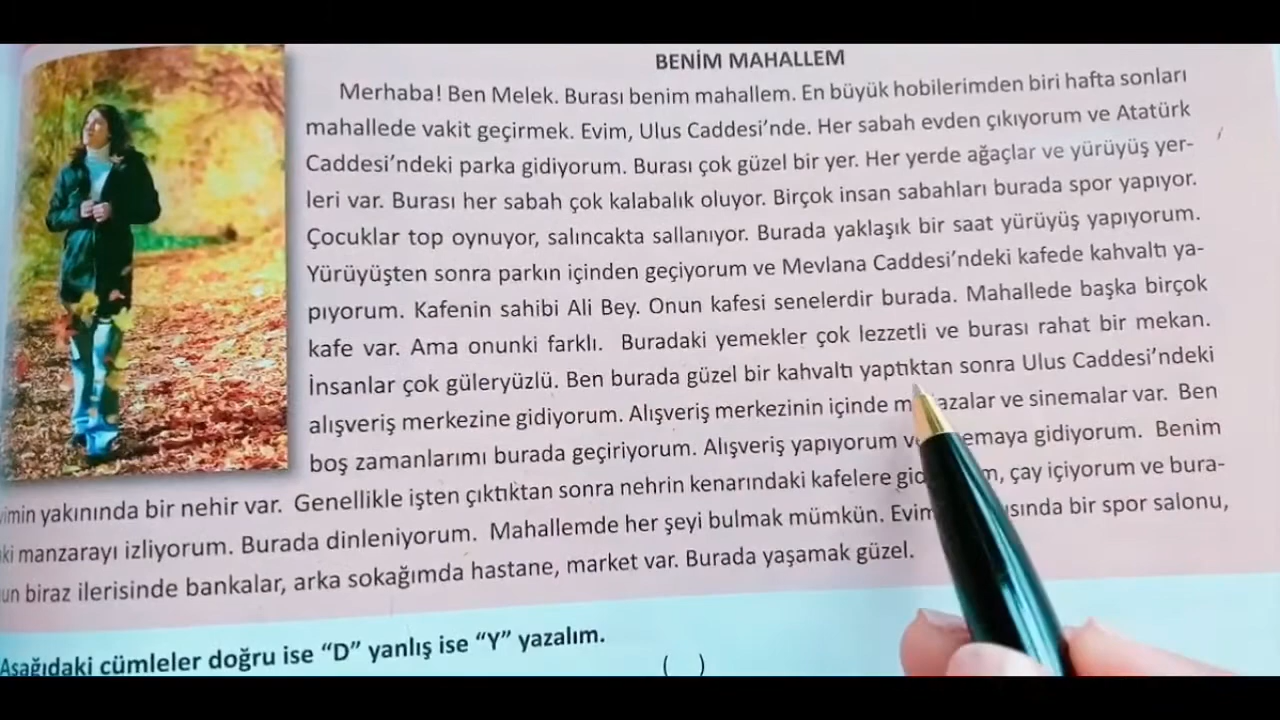 BENİM MAHALLEM
Merhaba! Ben Melek. Burası benim mahallem. En büyük hobilerimden biri hafta sonları
mahallede vakit geçirmek. Evim, Ulus Caddesi’nde. Her sabah evden çıkıyorum ve Atatürk
Caddesi’ndeki parka gidiyorum. Burası çok güzel bir yer. Her yerde ağaçlar ve yürüyüş yer-
leri var. Burası her sabah çok kalabalık oluyor. Birçok insan sabahları burada spor yapıyor.
Çocuklar top oynuyor, salıncakta sallanıyor. Burada yaklaşık bir saat yürüyüş yapıyorum.
Yürüyüşten sonra parkın içinden geçiyorum ve Mevlana Caddesi’ndeki kafede kahvaltı ya-
pıyorum. Kafenin sahibi Ali Bey. Onun kafesi senelerdir burada. Mahallede başka birçok
kafe var. Ama onunki farklı. Buradaki yemekler çok lezzetli ve burası rahat bir mekan.
İnsanlar çok güleryüzlü. Ben burada güzel bir kahvaltı yaptıktan sonra Ulus Caddesi’ndeki
alışveriş merkezine gidiyorum. Alışveriş merkezinin içinde ve sinemalar var. Ben
boş zamanlarımı burada geçiriyorum. Alışveriş yapıyorum gidiyorum. Benim
yakınında bir nehir var. Genellikle işten çıktıktan sonra nehrin kenarındaki kafelere çay içiyorum ve bura-
manzarayı izliyorum. Burada dinleniyorum. Mahallemde her şeyi bulmak mümkün. bir spor salonu,
biraz ilerisinde bankalar, arka sokağımda hastane, market var. Burada yaşamak güzel.
Aşağıdaki cümleler doğru ise “D” yanlış ise “Y” yazalım.
( )